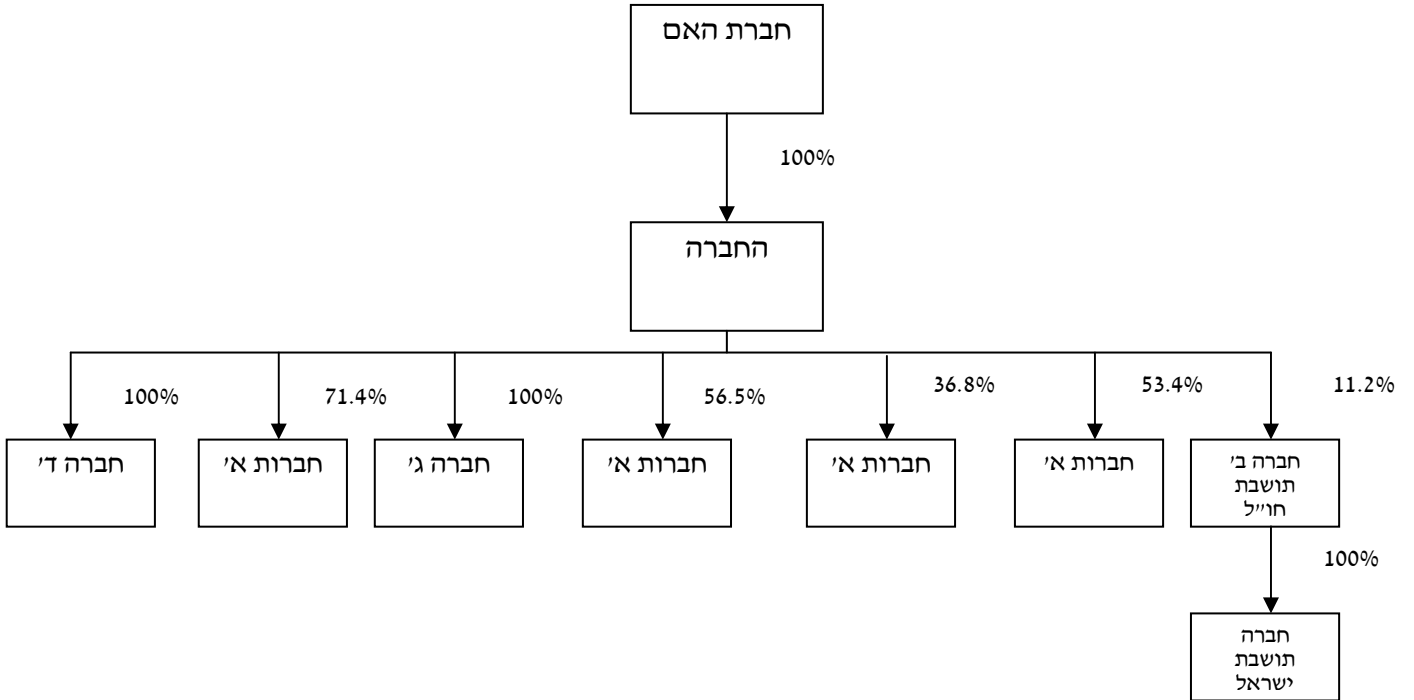 חברת האם
100%
החברה
11.2%
53.4%
36.8%
56.5%
100%
71.4%
100%
חברה ב׳
תושבת
חו״ל
חברות א׳
חברות א׳
חברות א׳
חברה ג׳
חברות א׳
חברה ד׳
100%
חברה
תושבת
ישראל